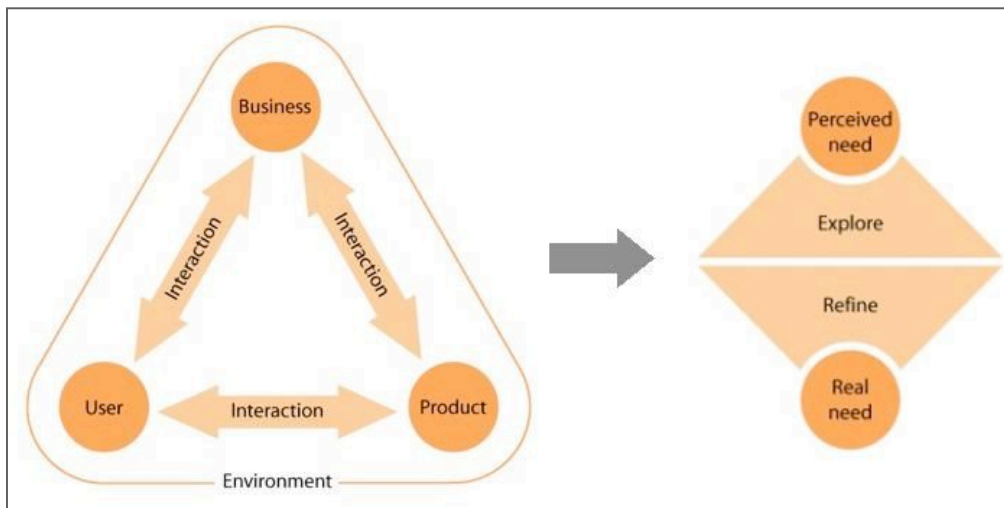 Business
Interaction
Interaction
User
Interaction
Product
Environment
Perceived
need
Explore
Refine
Real
need